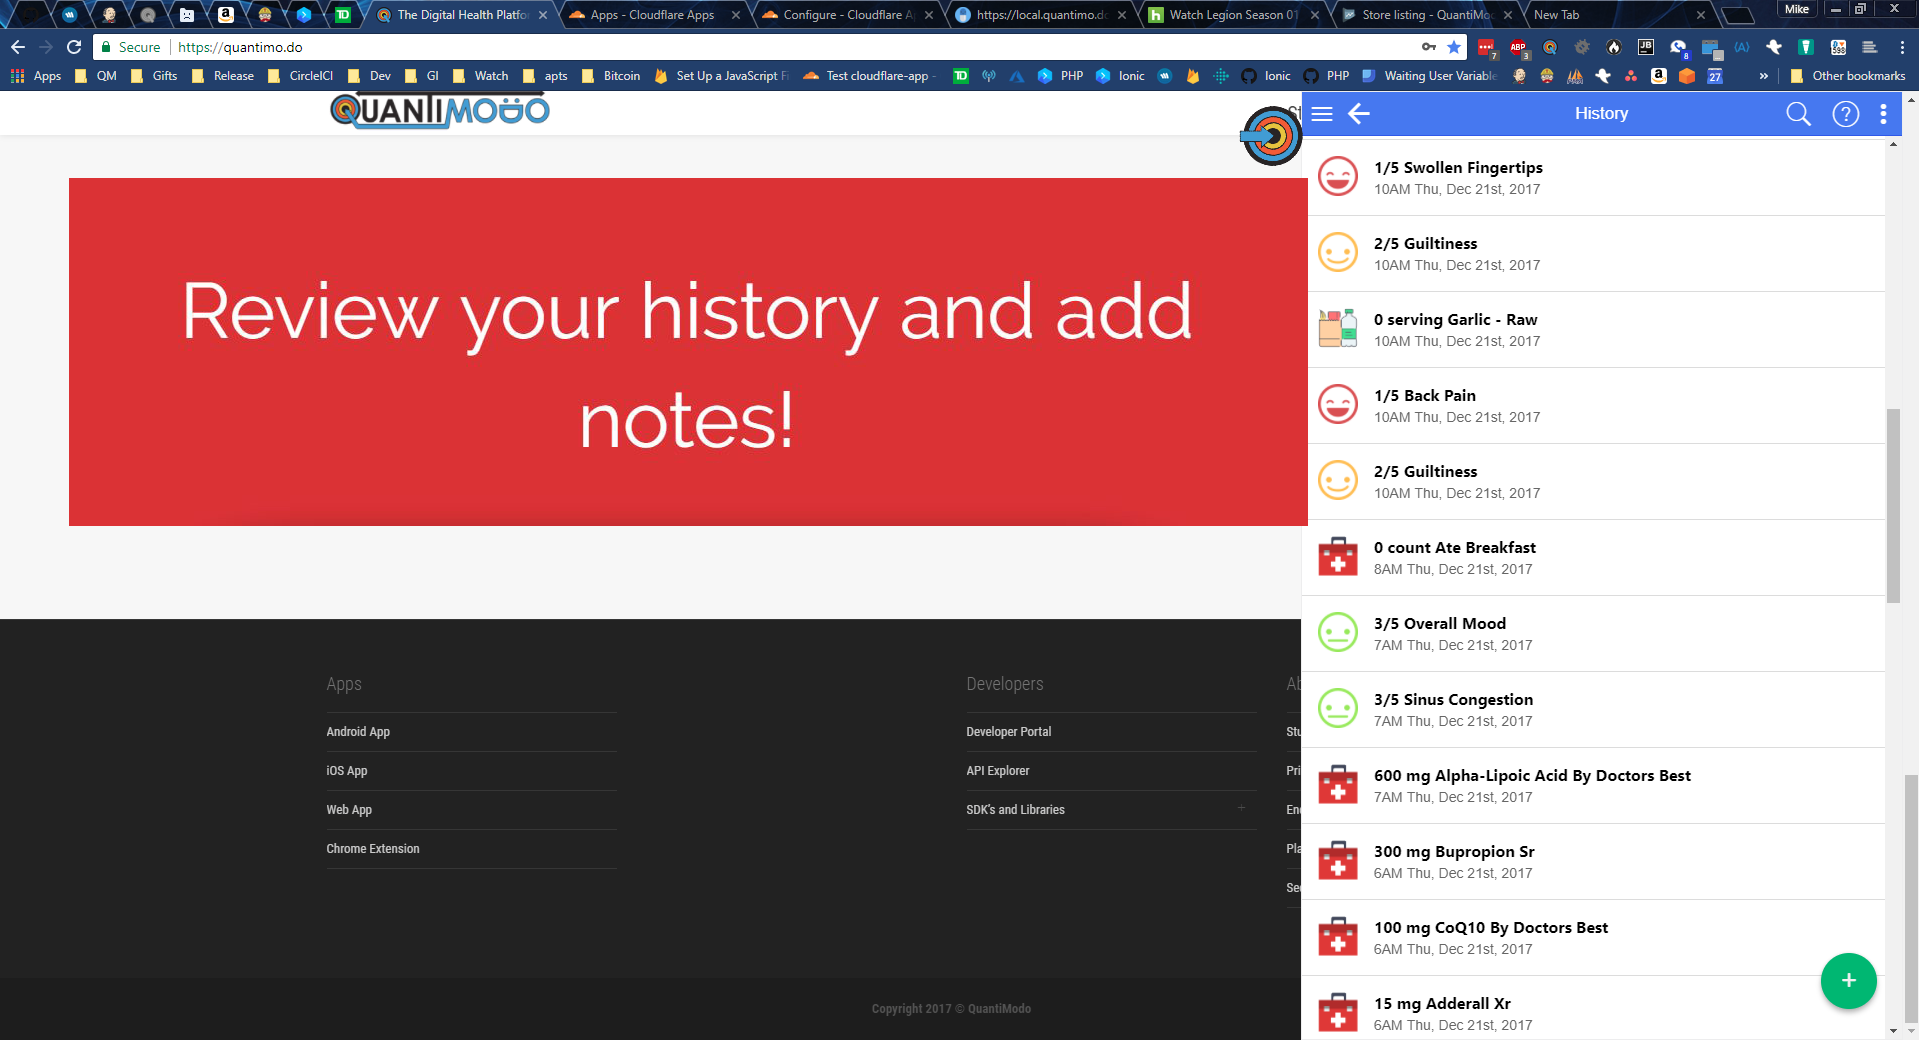 The Digital Health Platfo
Apps - Cloudflare Apps
Configure - Cloudflare A
https://local.quantimo.d
Watch Legion Season 01
Store listing - QuantiMo
New Tab
Mike
Secure
https://quantimo.do
Apps
QM
Gifts
Release
CircleCI
Dev
GI
Watch
apts
Bitcoin
Set Up a JavaScript F
Test cloudflare-app -
PHP
Ionic
Ionic
PHP
Waiting User Variable
Other bookmarks
QUANTIMODO
Review your history and add
notes!
History
1/5 Swollen Fingertips
10AM Thu, Dec 21st, 2017
2/5 Guiltiness
10AM Thu, Dec 21st, 2017
0 serving Garlic - Raw
10AM Thu, Dec 21st, 2017
1/5 Back Pain
10AM Thu, Dec 21st, 2017
2/5 Guiltiness
10AM Thu, Dec 21st, 2017
0 count Ate Breakfast
8AM Thu, Dec 21st, 2017
3/5 Overall Mood
7AM Thu, Dec 21st, 2017
3/5 Sinus Congestion
7AM Thu, Dec 21st, 2017
600 mg Alpha-Lipoic Acid By Doctors Best
7AM Thu, Dec 21st, 2017
300 mg Bupropion Sr
6AM Thu, Dec 21st, 2017
100 mg CoQ10 By Doctors Best
6AM Thu, Dec 21st, 2017
15 mg Adderall Xr
6AM Thu, Dec 21st, 2017
Apps
Android App
iOS App
Web App
Chrome Extension
Developers
Developer Portal
API Explorer
SDK's and Libraries
Ab
Stu
Pri
En
Pla
Se
Copyright 2017 © QuantiModo